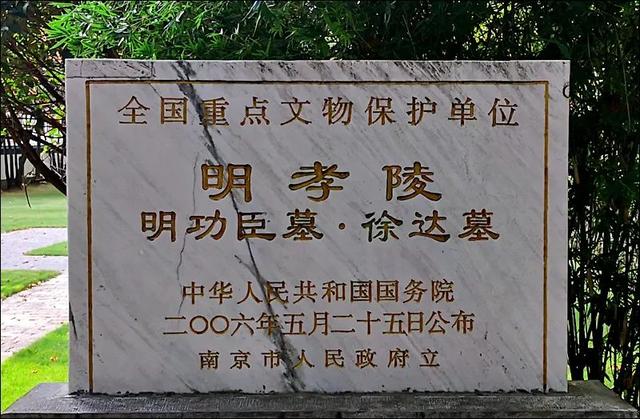 全国重点文物保护单位
明孝陵
明功臣墓·徐达墓
中华人民共和国国务院
二〇〇六年五月二十五日公布
南京市人民政府立